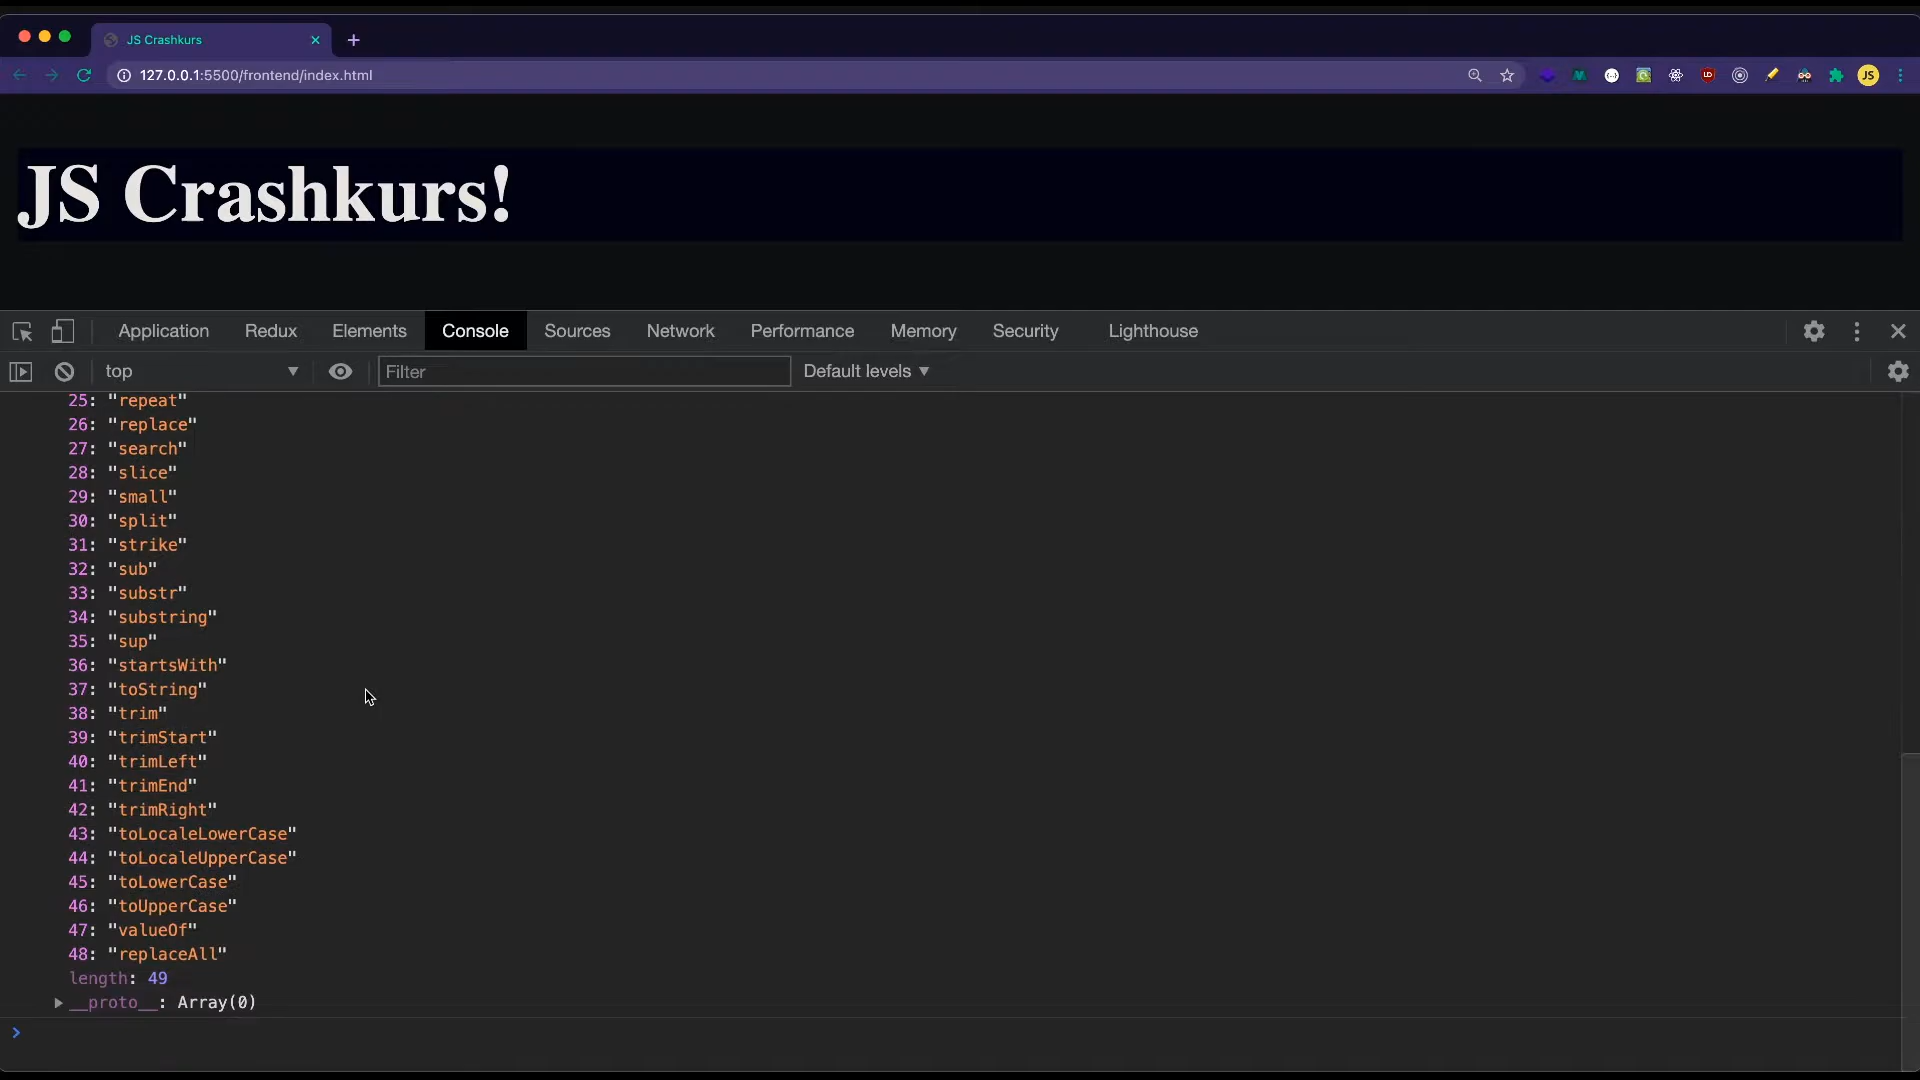 JS Crashkurs
127.0.0.1:5500/frontend/index.html
JS
JS Crashkurs!
Application Redux Elements Console Sources Network Performance Memory Security Lighthouse
top Filter Default levels
25: "repeat"
26: "replace"
27: "search"
28: "slice"
29: "small"
30: "split"
31: "strike"
32: "sub"
33: "substr"
34: "substring"
35: "sup"
36: "startsWith"
37: "toString"
38: "trim"
39: "trimStart"
40: "trimLeft"
41: "trimEnd"
42: "trimRight"
43: "toLocaleLowerCase"
44: "toLocaleUpperCase"
45: "toLowerCase"
46: "toUpperCase"
47: "valueOf"
48: "replaceAll"
length: 49
__proto__: Array(0)